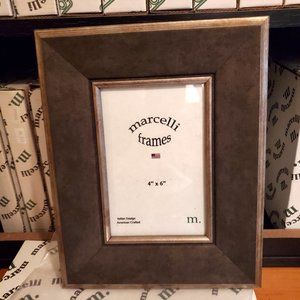 marcelli
frames
4" x 6"
Italian Design
American Crafted
m.